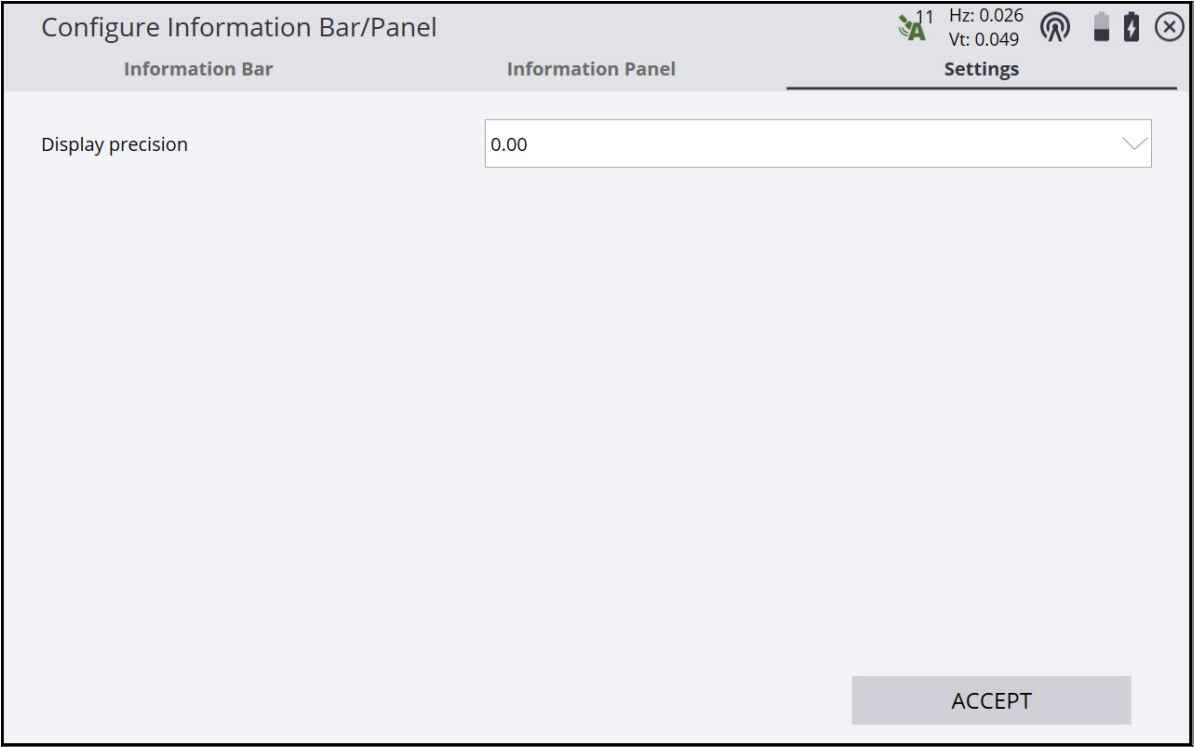 Configure Information Bar/Panel
11
Hz: 0.026
Vt: 0.049
Information Bar
Information Panel
Settings
Display precision
0.00
ACCEPT